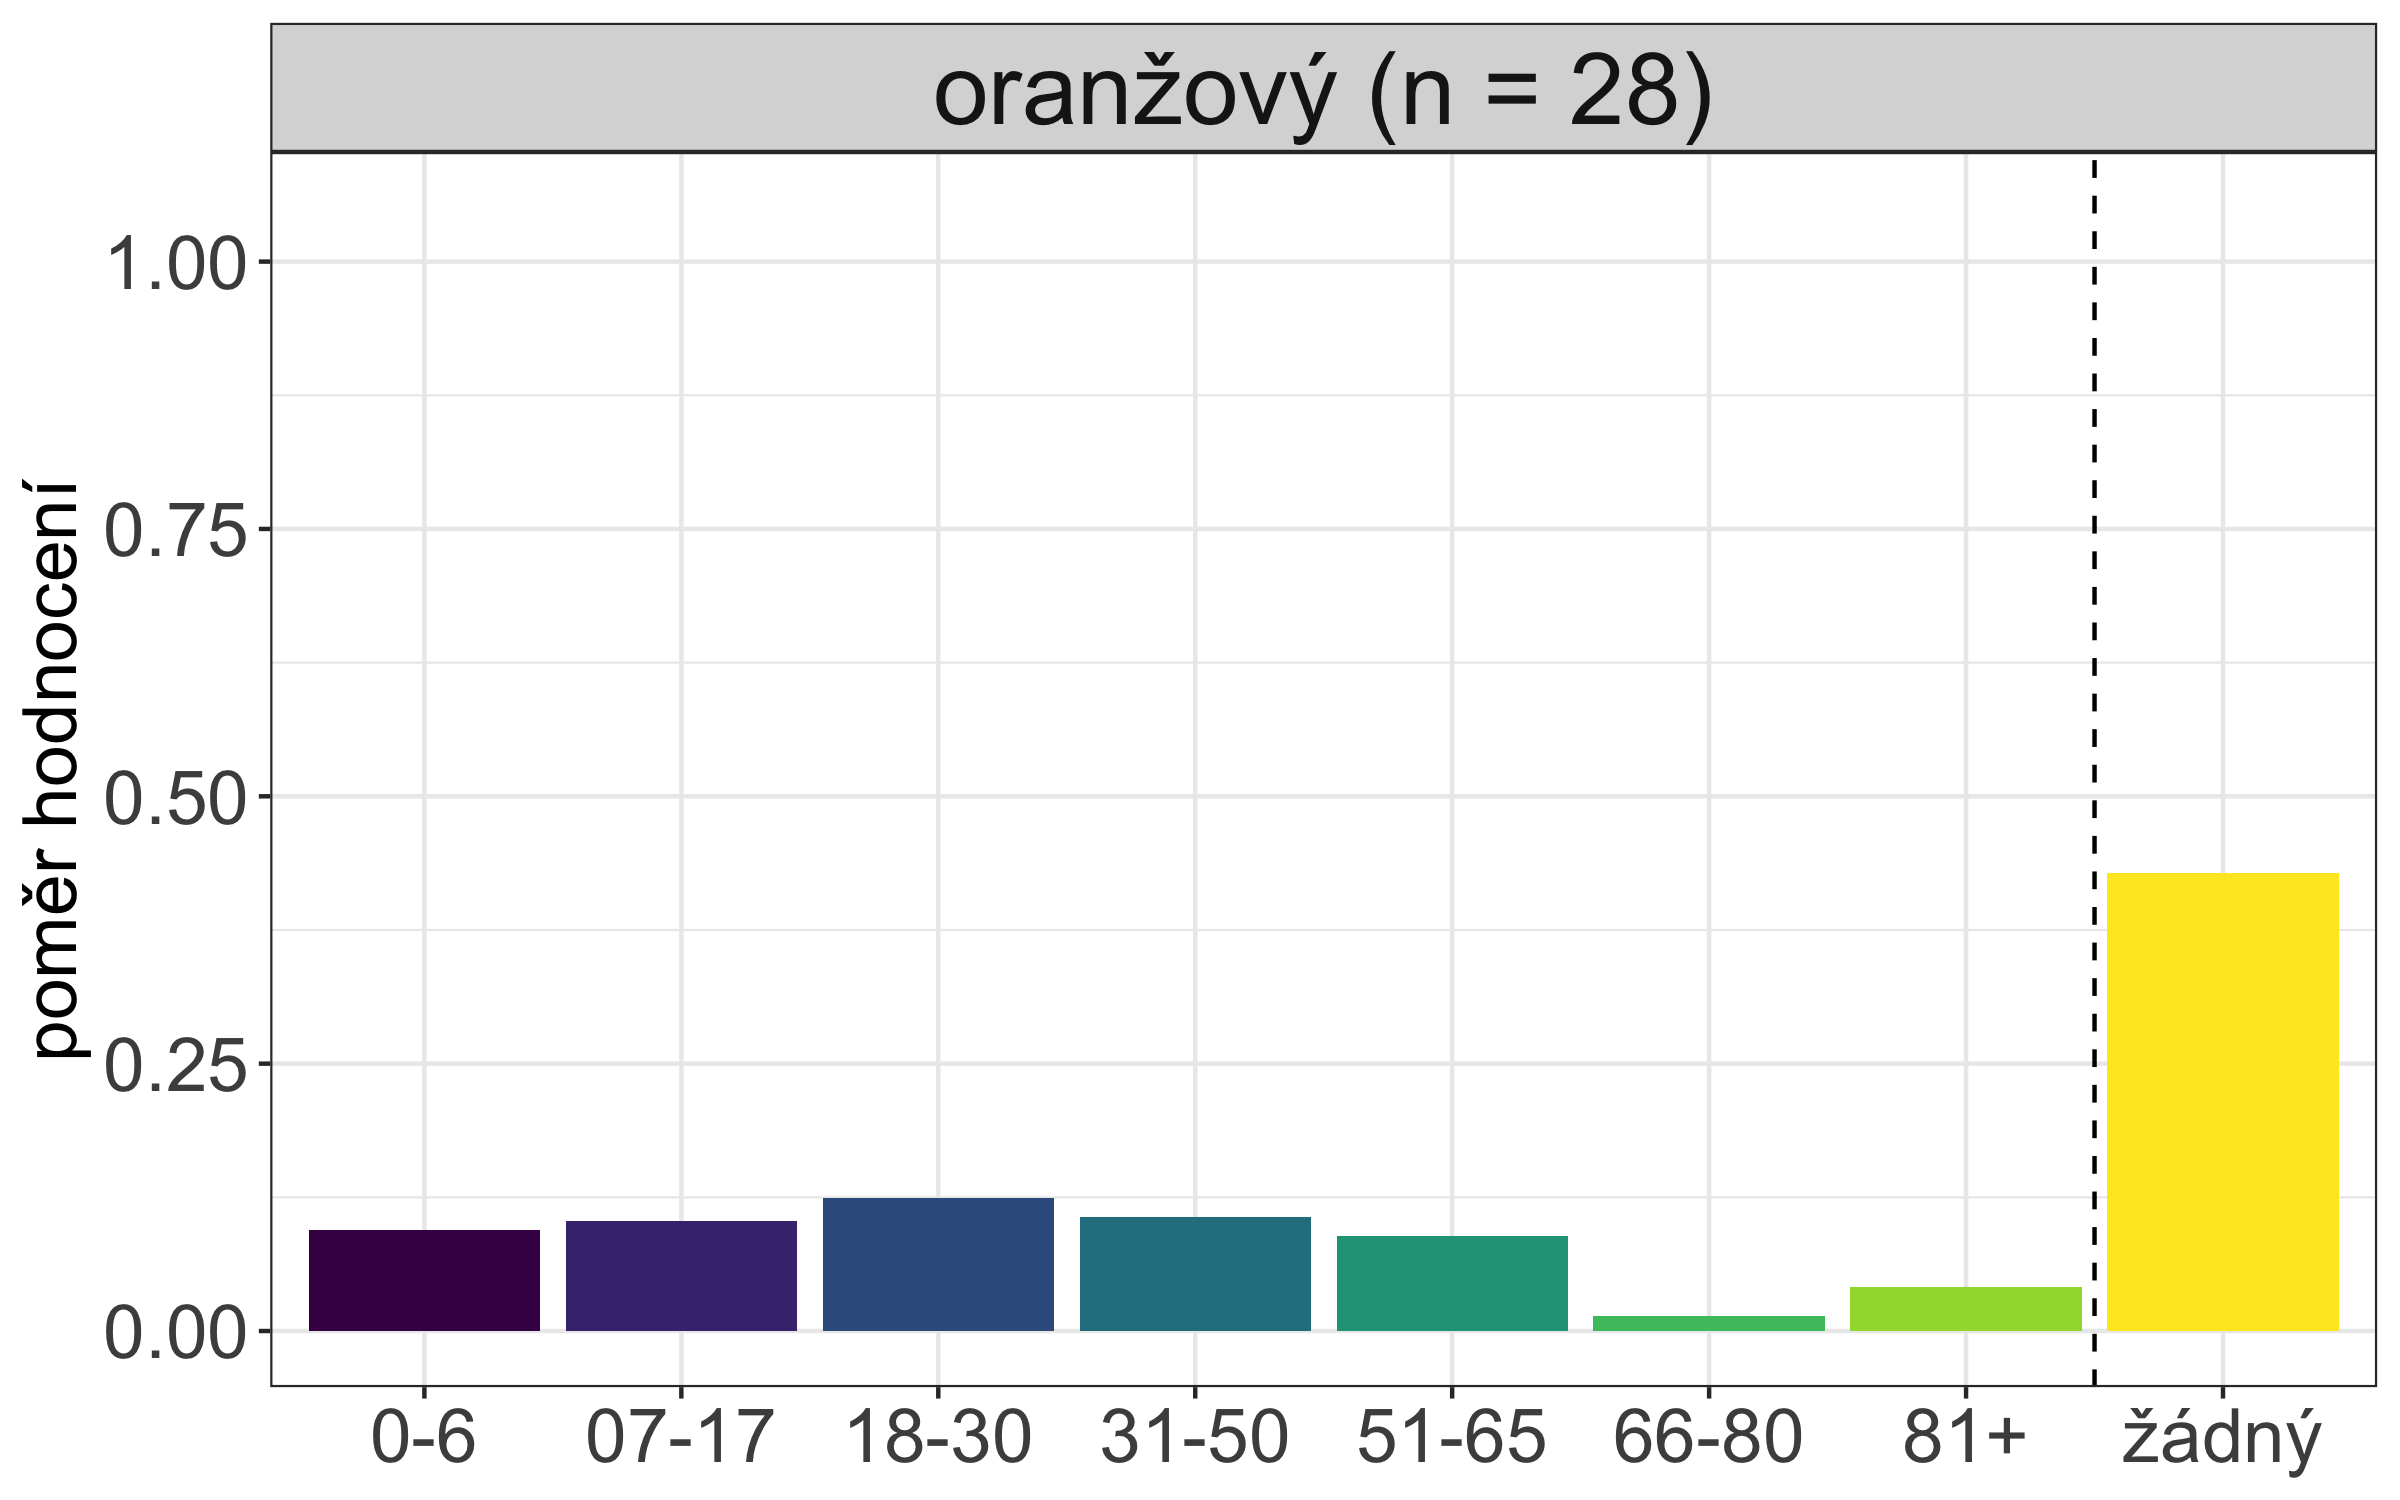 oranžový (n = 28)
poměr hodnocení
1.00
0.75
0.50
0.25
0.00
0-6 07-17 18-30 31-50 51-65 66-80 81+ žádný